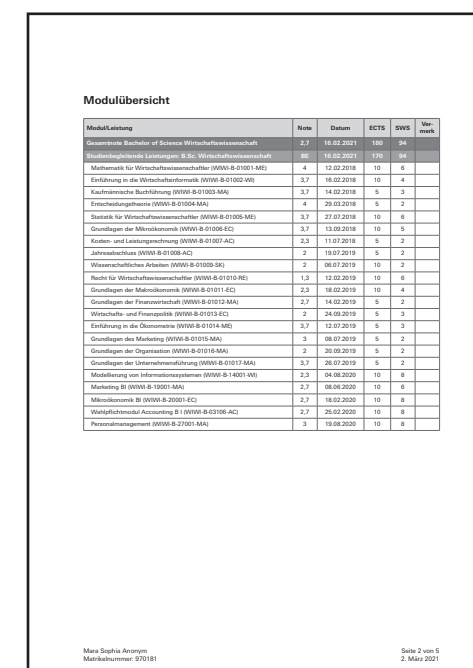 Modulübersicht
Modul/Leistung Note Datum ECTS SWS Ver-
merk
Gesamtnote Bachelor of Science Wirtschaftswissenschaft 2,7 16.02.2021 180 94
Studienbegleitende Leistungen: B.Sc. Wirtschaftswissenschaft BE 16.02.2021 170 94
Mathematik für Wirtschaftswissenschaftler (WIWI-B-01001-ME) 4 12.02.2018 10 6
Einführung in die Wirtschaftsinformatik (WIWI-B-01002-WI) 3,7 16.02.2018 10 4
Kaufmännische Buchführung (WIWI-B-01003-MA) 3,7 14.02.2018 5 3
Entscheidungstheorie (WIWI-B-01004-MA) 4 29.03.2018 5 2
Statistik für Wirtschaftswissenschaftler (WIWI-B-01005-ME) 3,7 27.07.2018 10 6
Grundlagen der Mikroökonomik (WIWI-B-01006-EC) 3,7 13.09.2018 10 5
Kosten- und Leistungsrechnung (WIWI-B-01007-AC) 2,3 11.07.2018 5 2
Jahresabschluss (WIWI-B-01008-AC) 2 19.07.2019 5 2
Wissenschaftliches Arbeiten (WIWI-B-01009-SK) 2 06.07.2019 10 2
Recht für Wirtschaftswissenschaftler (WIWI-B-01010-RE) 1,3 12.02.2019 10 6
Grundlagen der Makroökonomik (WIWI-B-01011-EC) 2,3 18.02.2019 10 4
Grundlagen der Finanzwirtschaft (WIWI-B-01012-MA) 2,7 14.02.2019 5 2
Wirtschafts- und Finanzpolitik (WIWI-B-01013-EC) 2 24.09.2019 5 3
Einführung in die Ökonometrie (WIWI-B-01014-ME) 3,7 12.07.2019 5 3
Grundlagen des Marketing (WIWI-B-01015-MA) 3 08.07.2019 5 2
Grundlagen der Organisation (WIWI-B-01016-MA) 2 20.09.2019 5 2
Grundlagen der Unternehmensführung (WIWI-B-01017-MA) 3,7 26.07.2019 5 2
Modellierung von Informationssystemen (WIWI-B-14001-WI) 2,3 04.08.2020 10 8
Marketing BI (WIWI-B-19001-MA) 2,7 08.06.2020 10 6
Mikroökonomik BI (WIWI-B-20001-EC) 2,7 18.02.2020 10 8
Wahlpflichtmodul Accounting B I (WIWI-B-03106-AC) 2,7 25.02.2020 10 8
Personalmanagement (WIWI-B-27001-MA) 3 19.08.2020 10 8
Mara Sophia Anonym Seite 2 von 5
Matrikelnummer: 970181 2. März 2021